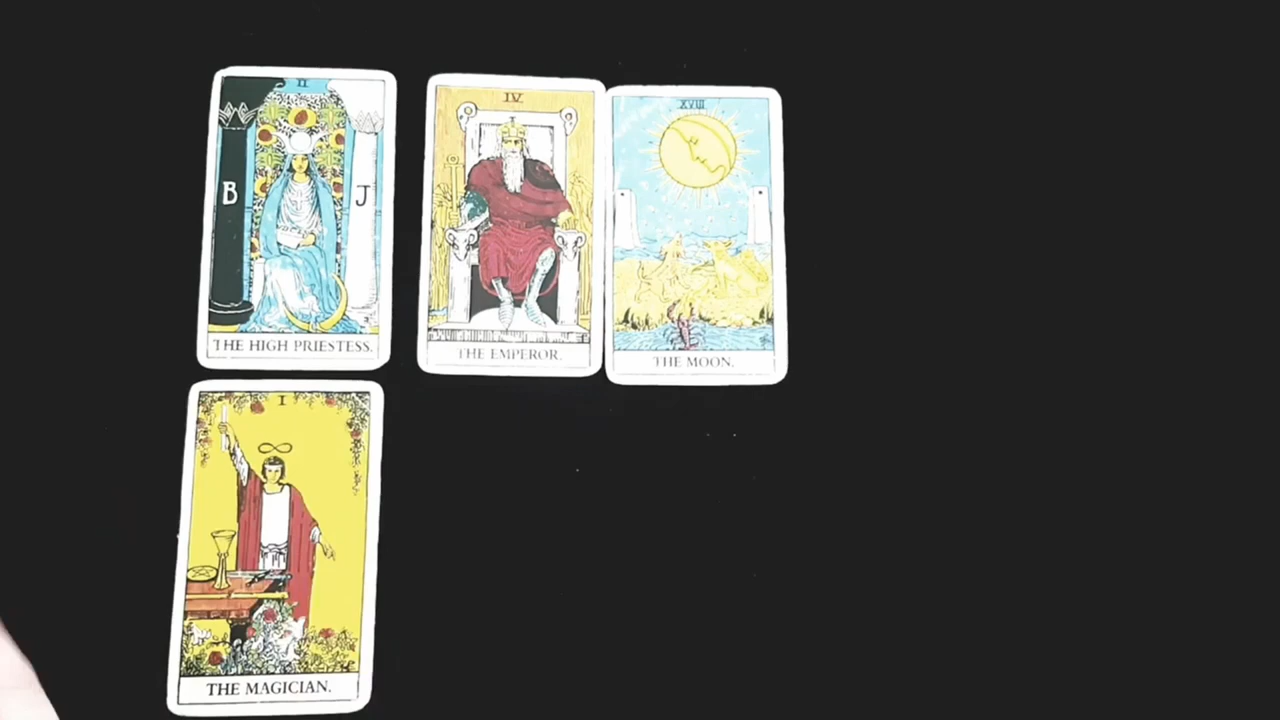 II
B J
THE HIGH PRIESTESS.
IV
THE EMPEROR.
XVIII
THE MOON.
I
THE MAGICIAN.